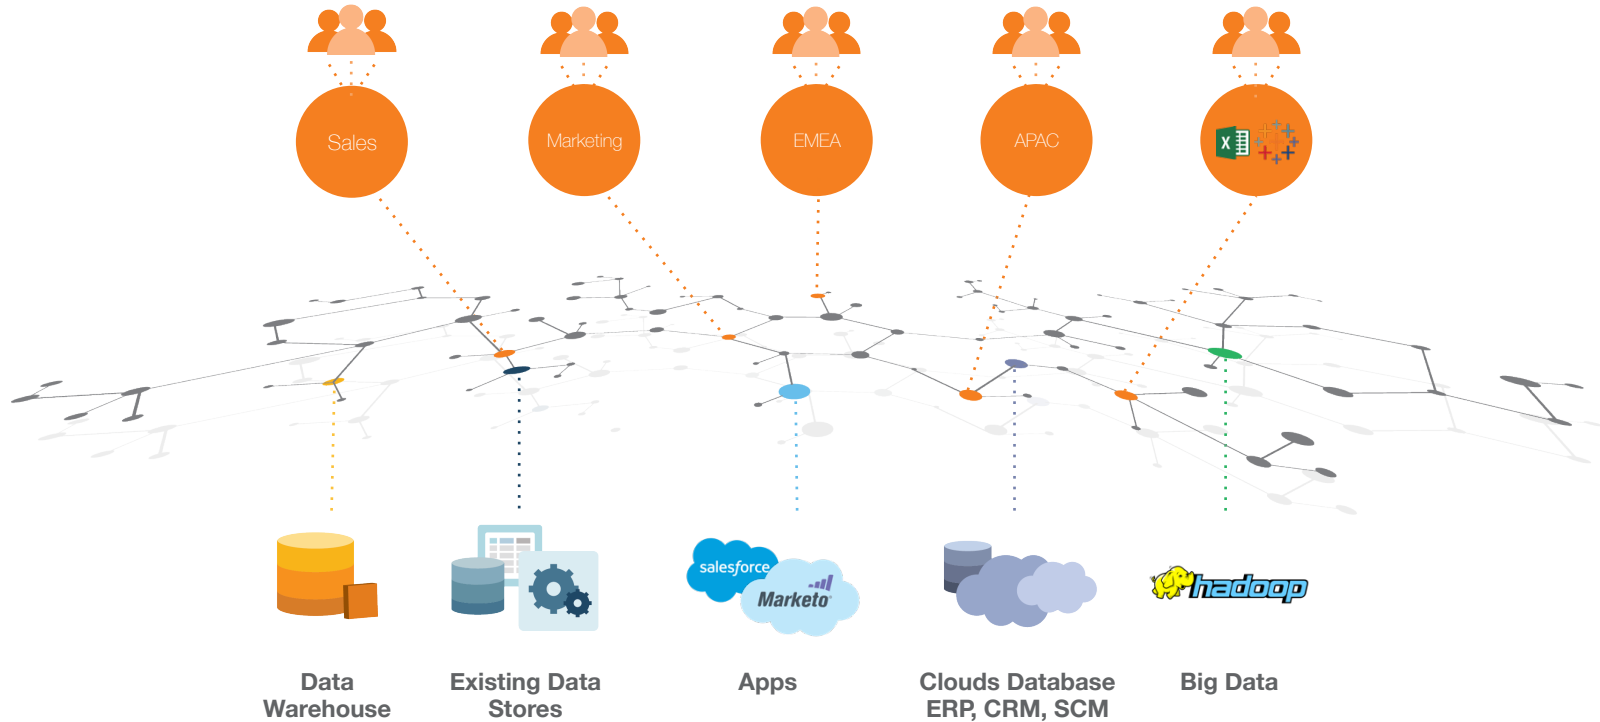 Sales
Marketing
EMEA
APAC
X
salesforce
Marketo
hadoop
Data
Warehouse
Existing Data
Stores
Apps
Clouds Database
ERP, CRM, SCM
Big Data